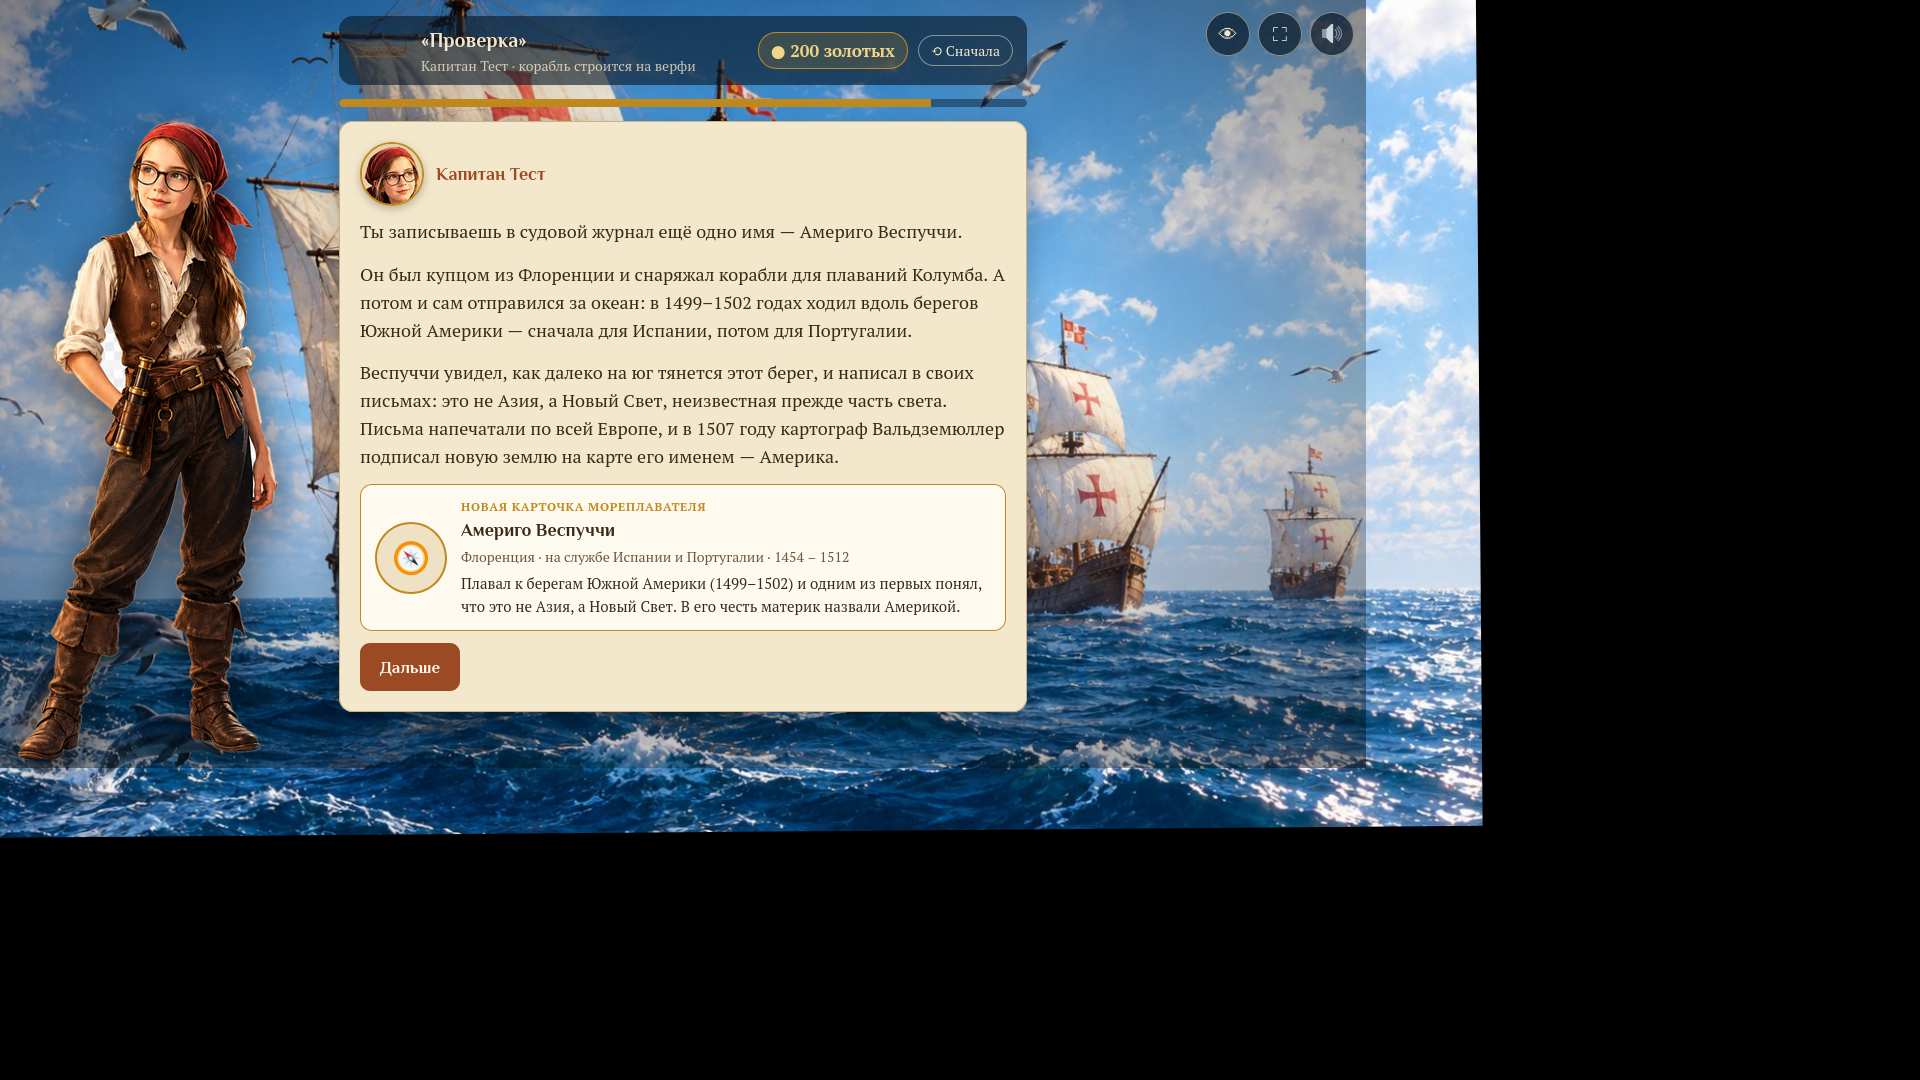 «Проверка»
Капитан Тест · корабль строится на верфи
200 золотых
⟲ Сначала
Капитан Тест
Ты записываешь в судовой журнал ещё одно имя — Америго Веспуччи.
Он был купцом из Флоренции и снаряжал корабли для плаваний Колумба. А
потом и сам отправился за океан: в 1499–1502 годах ходил вдоль берегов
Южной Америки — сначала для Испании, потом для Португалии.
Веспуччи увидел, как далеко на юг тянется этот берег, и написал в своих
письмах: это не Азия, а Новый Свет, неизвестная прежде часть света.
Письма напечатали по всей Европе, и в 1507 году картограф Вальдземюллер
подписал новую землю на карте его именем — Америка.
НОВАЯ КАРТОЧКА МОРЕПЛАВАТЕЛЯ
Америго Веспуччи
Флоренция · на службе Испании и Португалии · 1454 – 1512
Плавал к берегам Южной Америки (1499–1502) и одним из первых понял,
что это не Азия, а Новый Свет. В его честь материк назвали Америкой.
Дальше